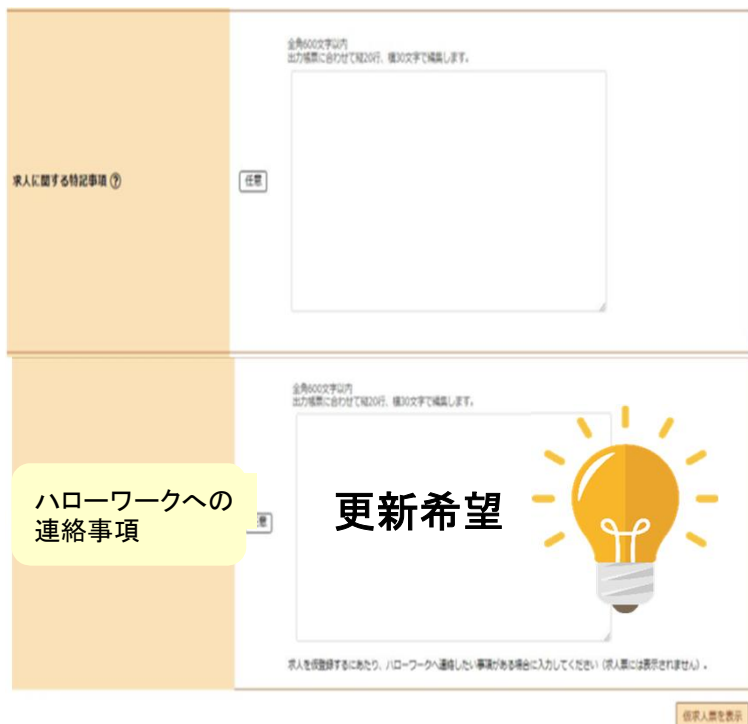 全角600文字以内
出力帳票に合わせて縦20行、横30文字で編集します。
求人に関する特記事項 ?
任意
全角600文字以内
出力帳票に合わせて縦20行、横30文字で編集します。
ハローワークへの
連絡事項
意
更新希望
求人を仮登録するにあたり、ハローワークへ連絡したい事項がある場合に入力してください（求人票には表示されません）。
仮求人票を表示